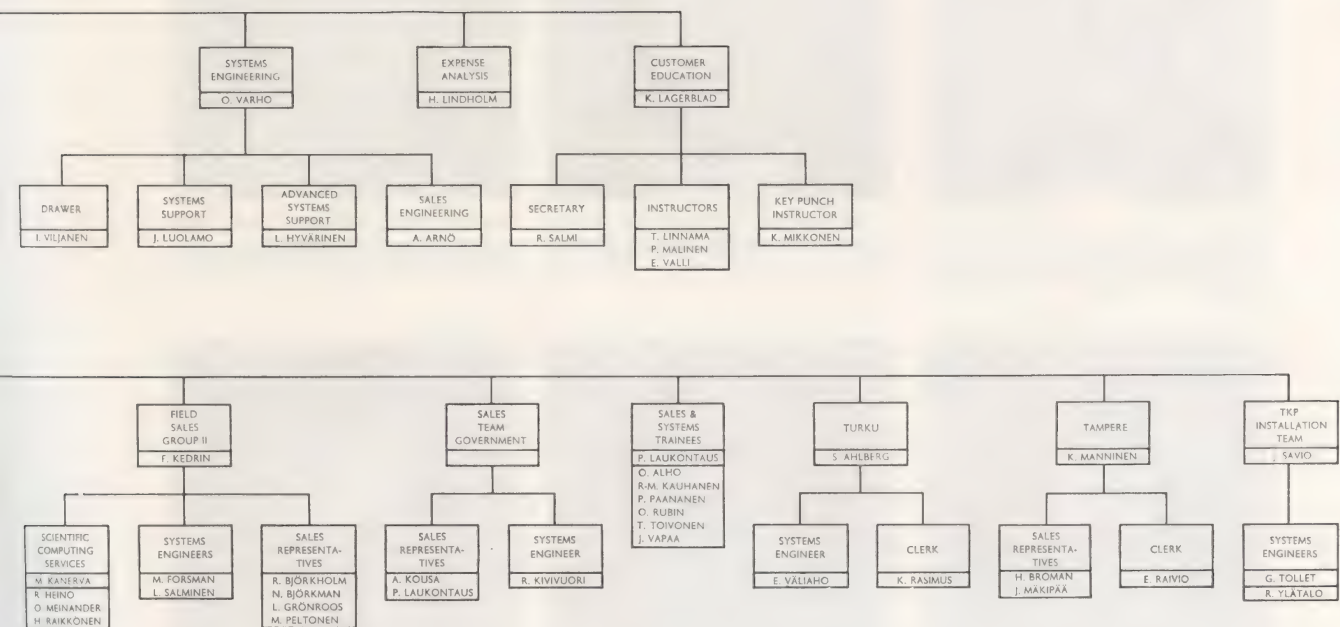 SYSTEMS
ENGINEERING
O. VARHO
EXPENSE
ANALYSIS
H. LINDHOLM
CUSTOMER
EDUCATION
K. LAGERBLAD
DRAWER
I. VILJANEN
SYSTEMS
SUPPORT
J. LUOLAMO
ADVANCED
SYSTEMS
SUPPORT
L. HYVÄRINEN
SALES
ENGINEERING
A. ARNÖ
SECRETARY
R. SALMI
INSTRUCTORS
T. LINNAMA
P. MALINEN
E. VALLI
KEY PUNCH
INSTRUCTOR
K. MIKKONEN
FIELD
SALES
GROUP II
F. KEDRIN
SALES
TEAM
GOVERNMENT
SALES &
SYSTEMS
TRAINEES
P. LAUKONTAUS
O. ALHO
R-M. KAUHANEN
P. PAANANEN
O. RUBIN
T. TOIVONEN
J. VAPAA
TURKU
S. AHLBERG
TAMPERE
K. MANNINEN
TKP
INSTALLATION
TEAM
J. SAVIO
SCIENTIFIC
COMPUTING
SERVICES
M. KANERVA
R. HEINO
O. MEINANDER
H. RAIKKONEN
SYSTEMS
ENGINEERS
M. FORSMAN
L. SALMINEN
SALES
REPRESENTA-
TIVES
R. BJÖRKHOLM
N. BJÖRKMAN
L. GRÖNROOS
M. PELTONEN
SALES
REPRESENTA-
TIVES
A. KOUSA
P. LAUKONTAUS
SYSTEMS
ENGINEER
R. KIVIVUORI
SYSTEMS
ENGINEER
E. VÄLIAHO
CLERK
K. RASIMUS
SALES
REPRESENTA-
TIVES
H. BROMAN
J. MÄKIPÄÄ
CLERK
E. RAIVIO
SYSTEMS
ENGINEERS
G. TOLLET
R. YLÄTALO